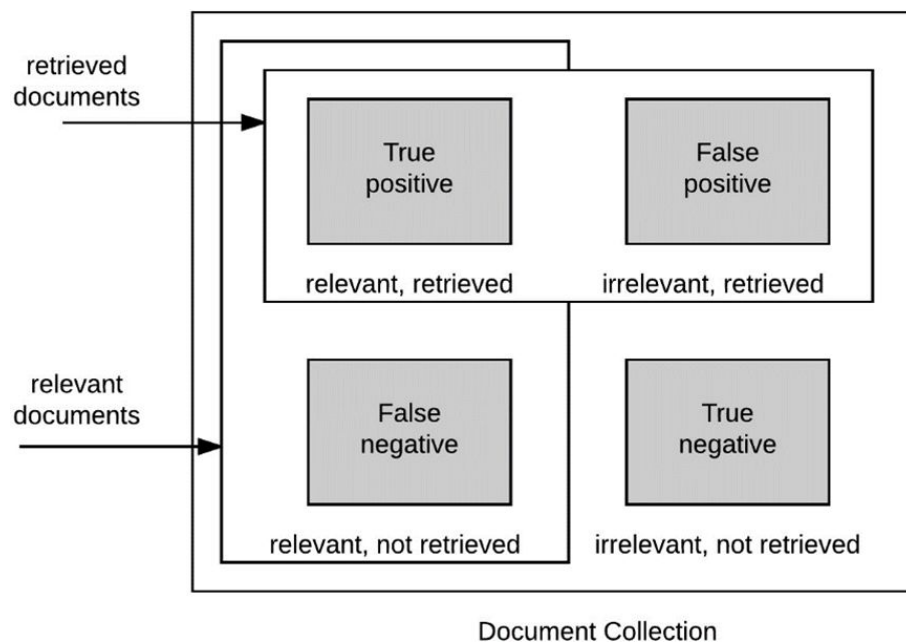 retrieved
documents
True
positive
False
positive
relevant, retrieved
irrelevant, retrieved
relevant
documents
False
negative
True
negative
relevant, not retrieved
irrelevant, not retrieved
Document Collection